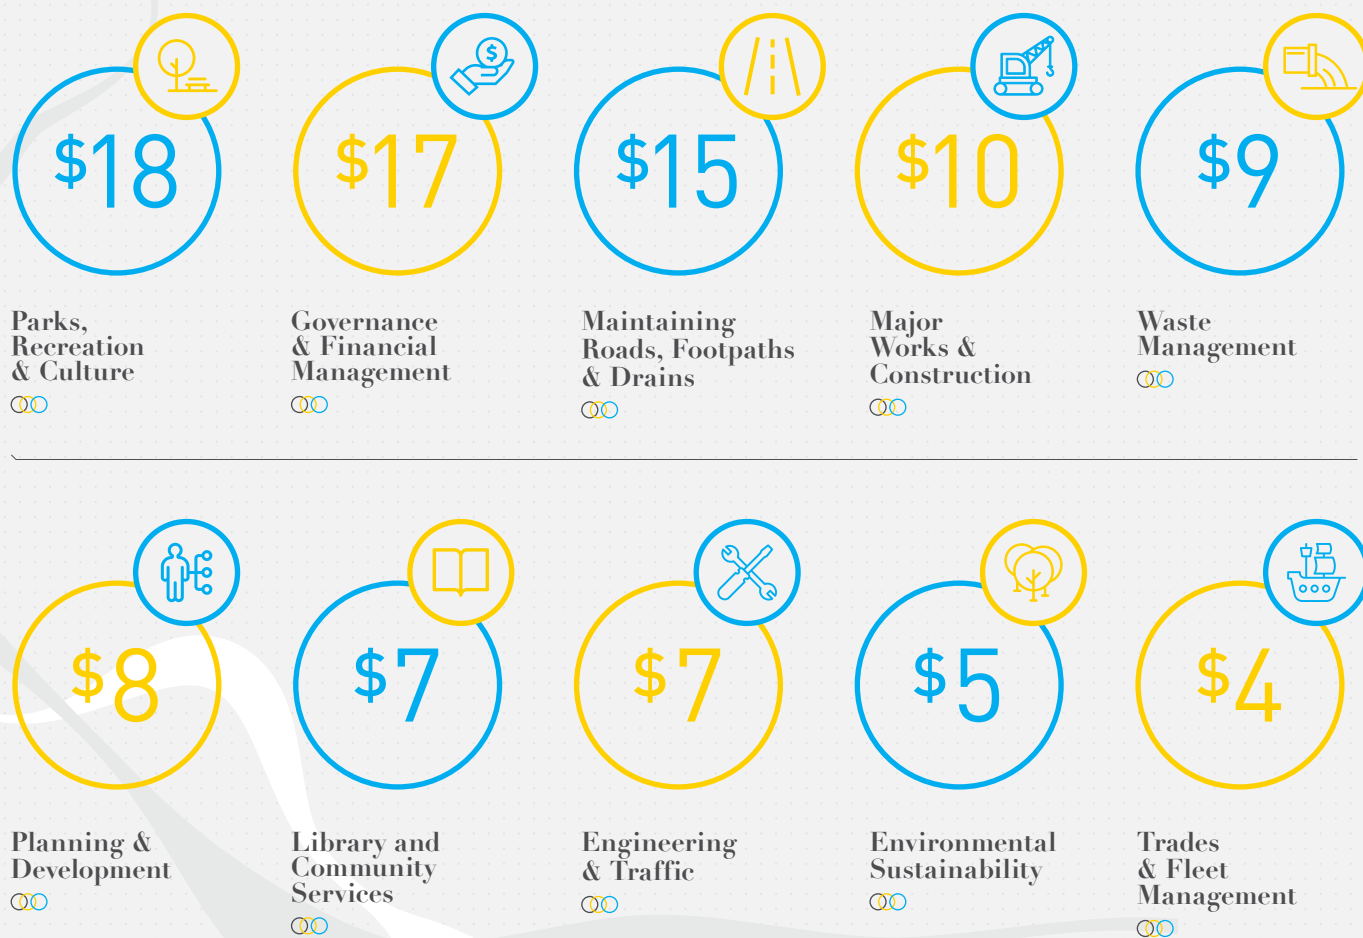 $18
$17
$15
$10
$9
Parks,
Recreation
& Culture
Governance
& Financial
Management
Maintaining
Roads, Footpaths
& Drains
Major
Works &
Construction
Waste
Management
$8
$7
$7
$5
$4
Planning &
Development
Library and
Community
Services
Engineering
& Traffic
Environmental
Sustainability
Trades
& Fleet
Management